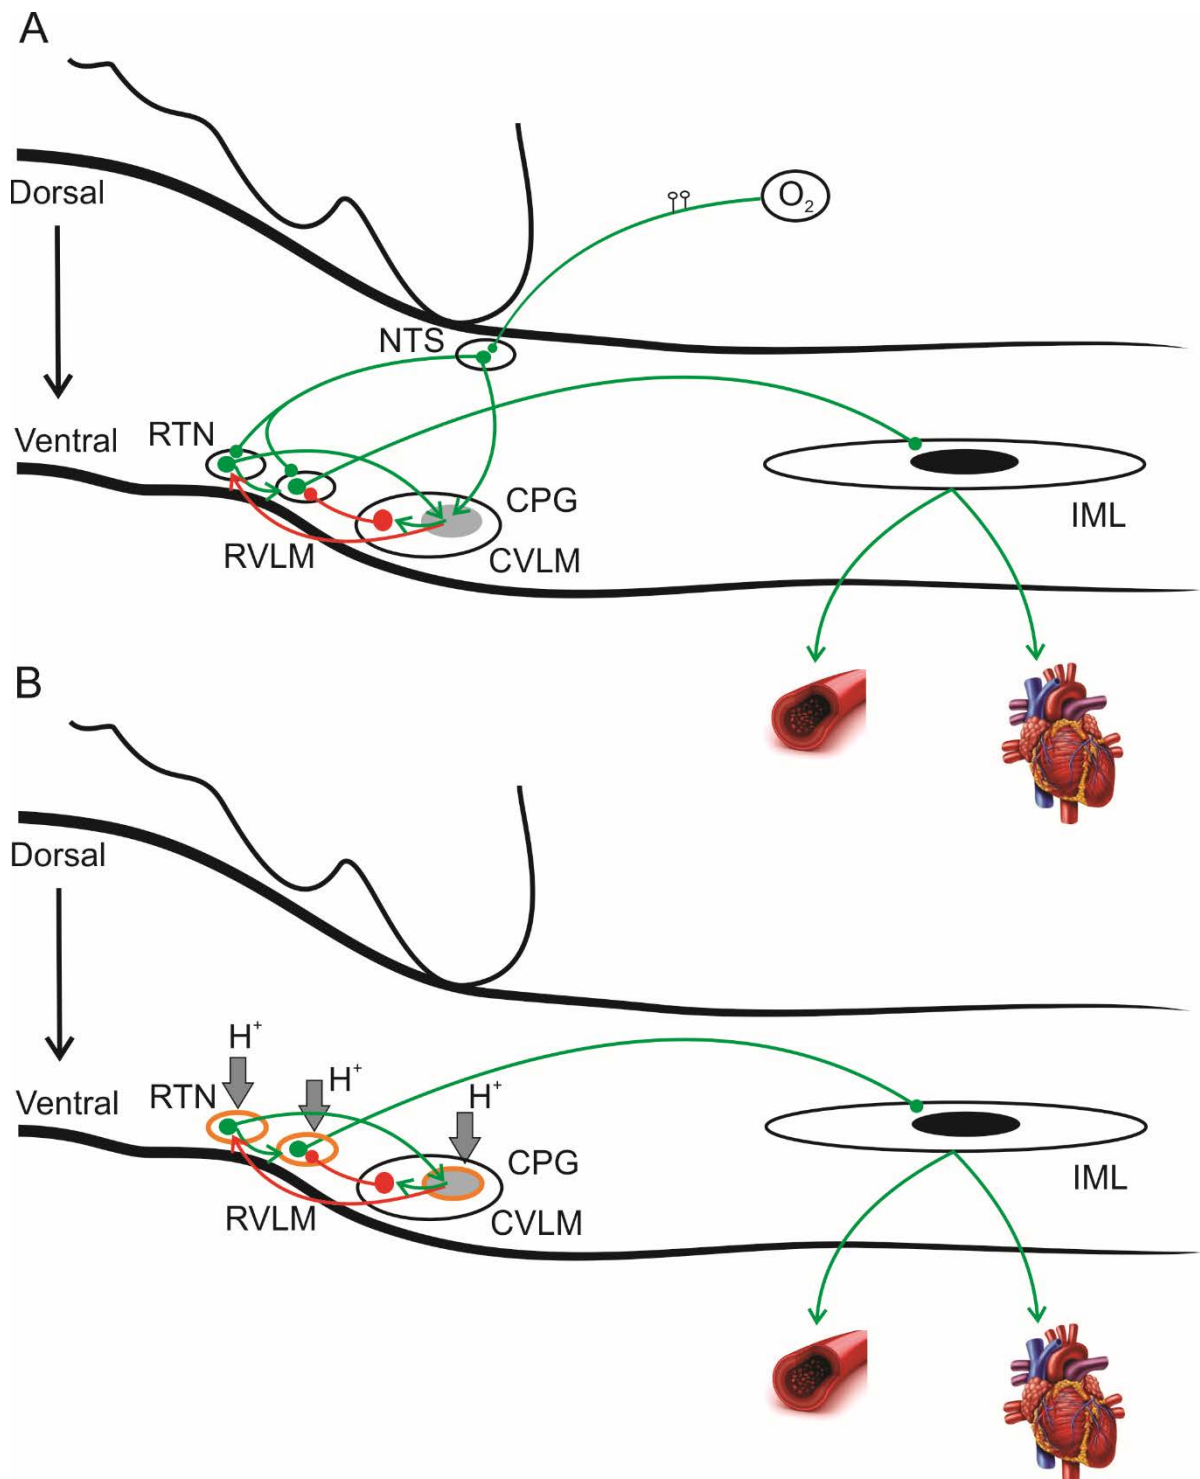 A
Dorsal
O₂
NTS
Ventral
RTN
CPG
RVLM
CVLM
IML
B
Dorsal
H⁺
H⁺
H⁺
Ventral
RTN
CPG
RVLM
CVLM
IML